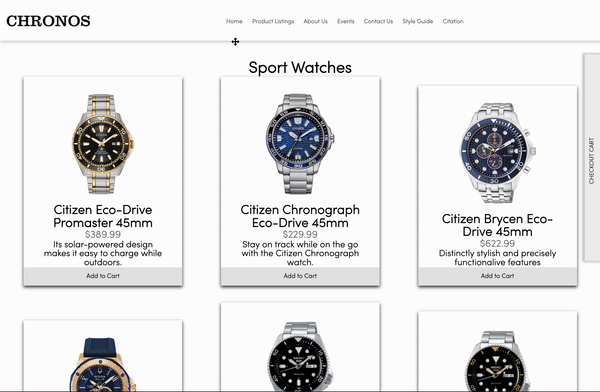 CHRONOS
Home Product Listings About Us Events Contact Us Style Guide Citation
Sport Watches
CHECKOUT CART
Citizen Eco-Drive
Promaster 45mm
$389.99
Its solar-powered design
makes it easy to charge while
outdoors.
Add to Cart
Citizen Chronograph
Eco-Drive 45mm
$229.99
Stay on track while on the go
with the Citizen Chronograph
watch.
Add to Cart
Citizen Brycen Eco-
Drive 45mm
$622.99
Distinctly stylish and precisely
functionalive features
Add to Cart